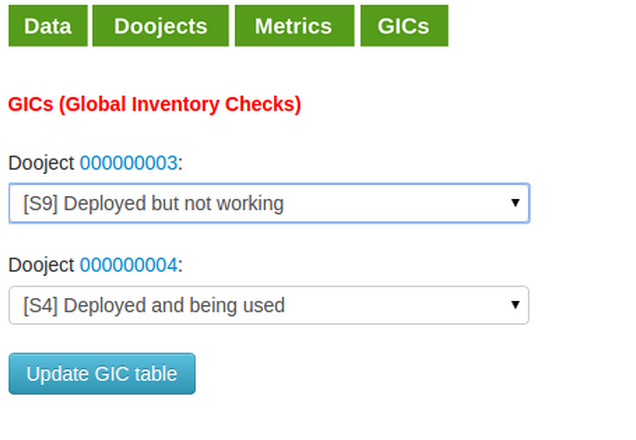 Data Doojects Metrics GICs
GICs (Global Inventory Checks)
Dooject 000000003:
[S9] Deployed but not working
Dooject 000000004:
[S4] Deployed and being used
Update GIC table